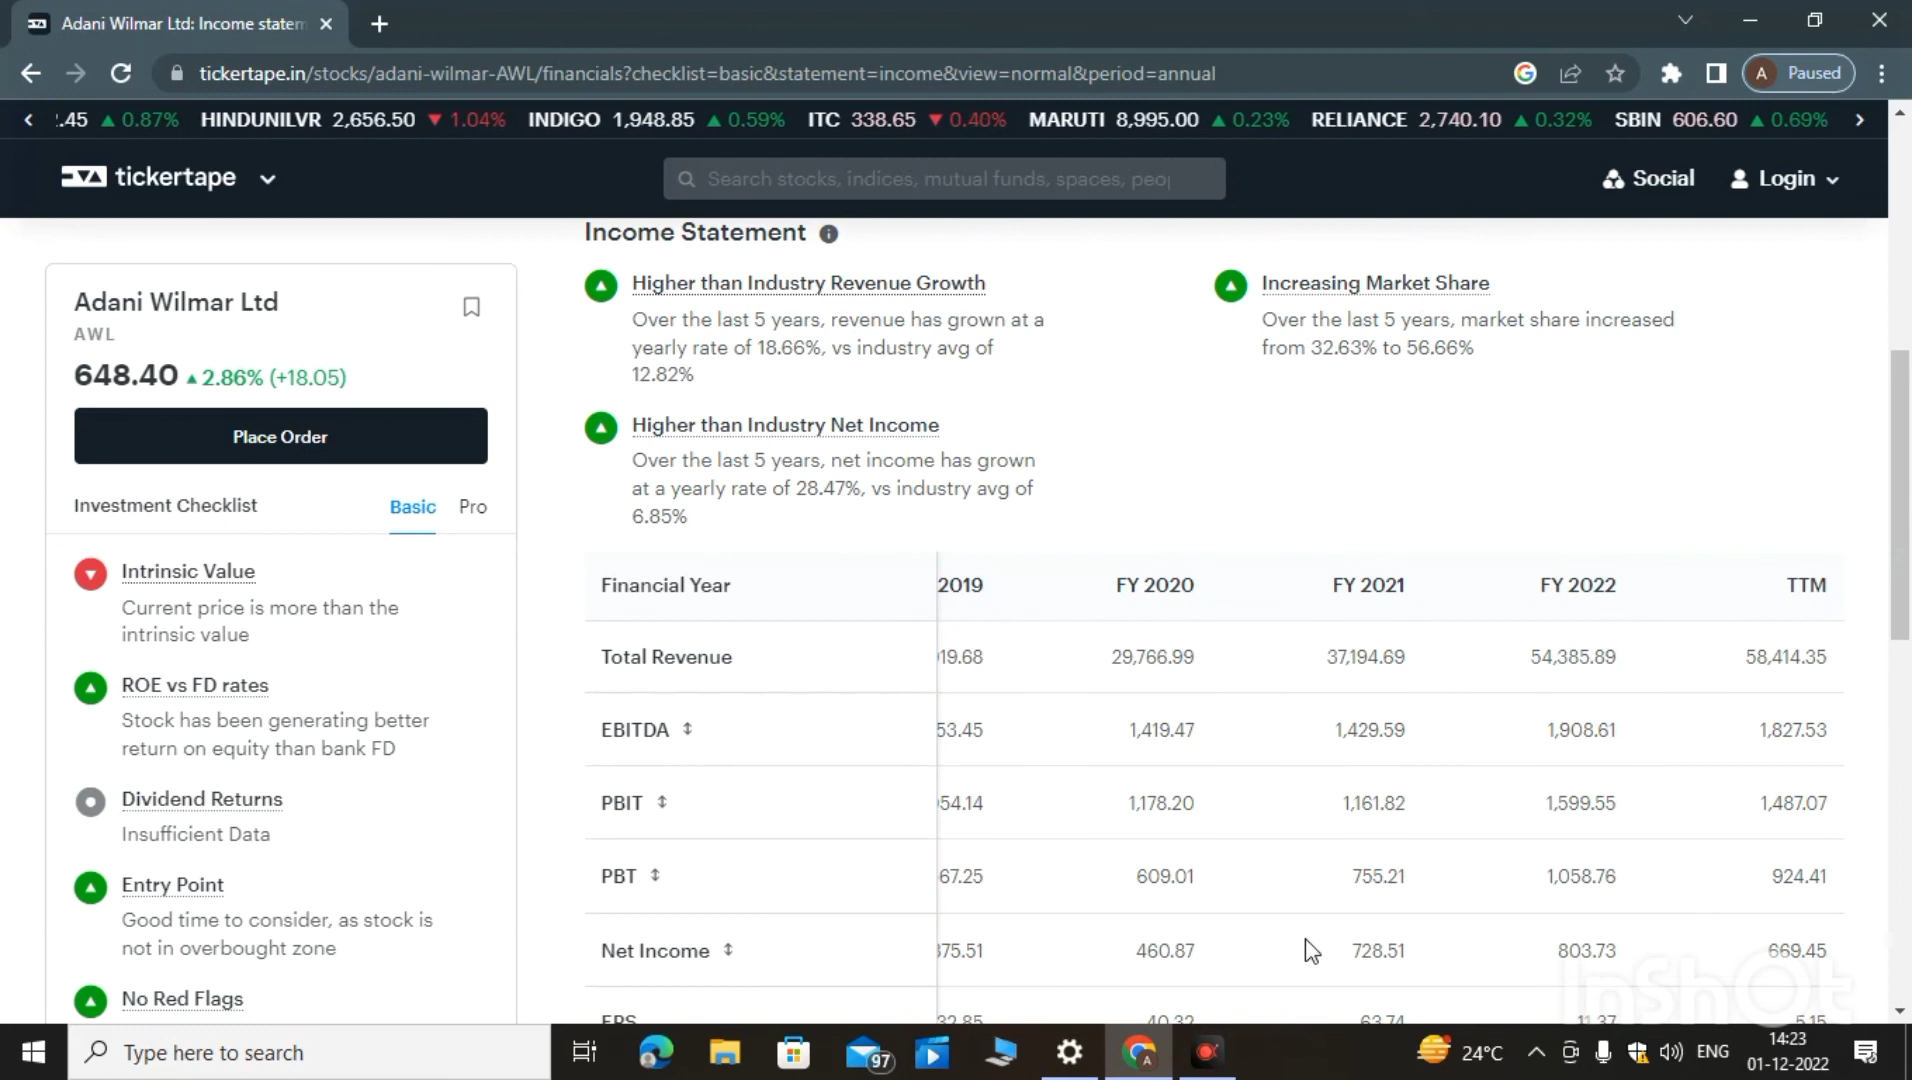 Adani Wilmar Ltd: Income statem
tickertape.in/stocks/adani-wilmar-AWL/financials?checklist=basic&statement=income&view=normal&period=annual
A Paused
.45 ▲ 0.87% HINDUNILVR 2,656.50 ▼ 1.04% INDIGO 1,948.85 ▲ 0.59% ITC 338.65 ▼ 0.40% MARUTI 8,995.00 ▲ 0.23% RELIANCE 2,740.10 ▲ 0.32% SBIN 606.60 ▲ 0.69%
tickertape
Search stocks, indices, mutual funds, spaces, peo
Social
Login
Adani Wilmar Ltd
AWL
648.40 ▲ 2.86% (+18.05)
Place Order
Investment Checklist Basic Pro
Intrinsic Value
Current price is more than the
intrinsic value
ROE vs FD rates
Stock has been generating better
return on equity than bank FD
Dividend Returns
Insufficient Data
Entry Point
Good time to consider, as stock is
not in overbought zone
No Red Flags
Income Statement
Higher than Industry Revenue Growth
Over the last 5 years, revenue has grown at a
yearly rate of 18.66%, vs industry avg of
12.82%
Increasing Market Share
Over the last 5 years, market share increased
from 32.63% to 56.66%
Higher than Industry Net Income
Over the last 5 years, net income has grown
at a yearly rate of 28.47%, vs industry avg of
6.85%
Financial Year 2019 FY 2020 FY 2021 FY 2022 TTM
Total Revenue 19.68 29,766.99 37,194.69 54,385.89 58,414.35
EBITDA 53.45 1,419.47 1,429.59 1,908.61 1,827.53
PBIT 54.14 1,178.20 1,161.82 1,599.55 1,487.07
PBT 67.25 609.01 755.21 1,058.76 924.41
Net Income 375.51 460.87 728.51 803.73 669.45
EPS 32.85 40.32 63.74 11.37 5.15
InShOt
Type here to search
97
24°C
ENG
14:23
01-12-2022